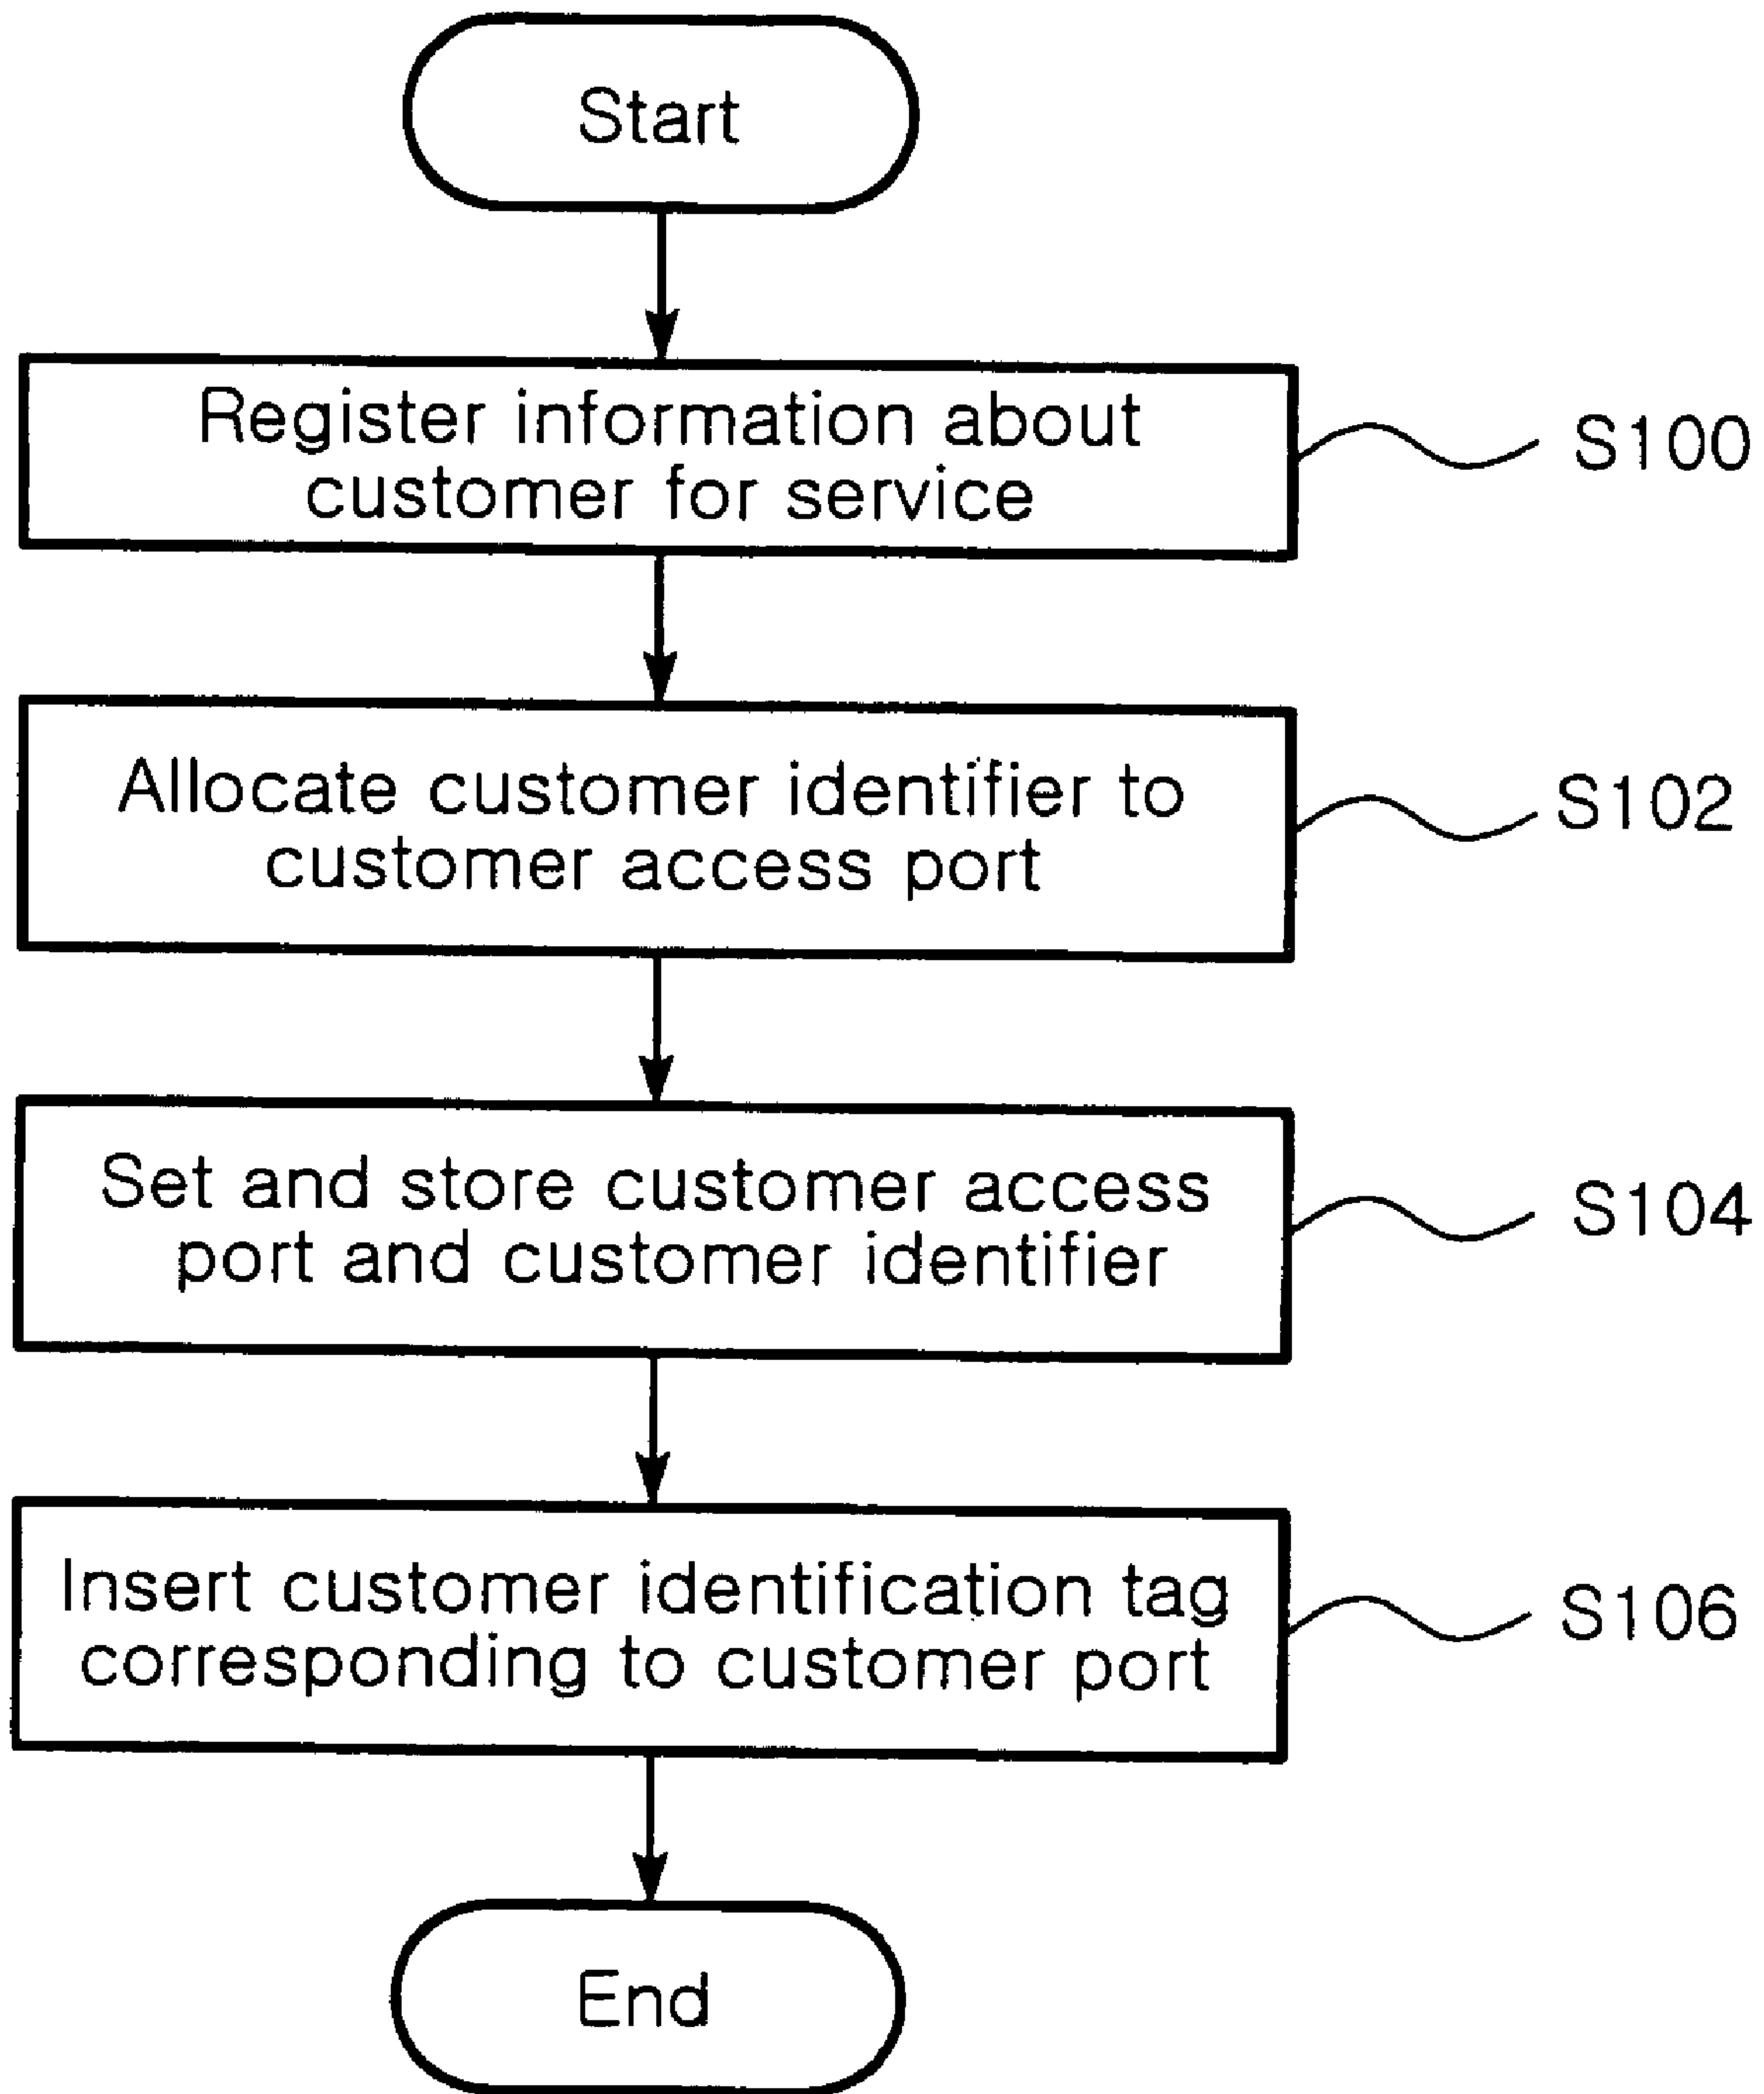 Start
Register information about
customer for service
S100
Allocate customer identifier to
customer access port
S102
Set and store customer access
port and customer identifier
S104
Insert customer identification tag
corresponding to customer port
S106
End